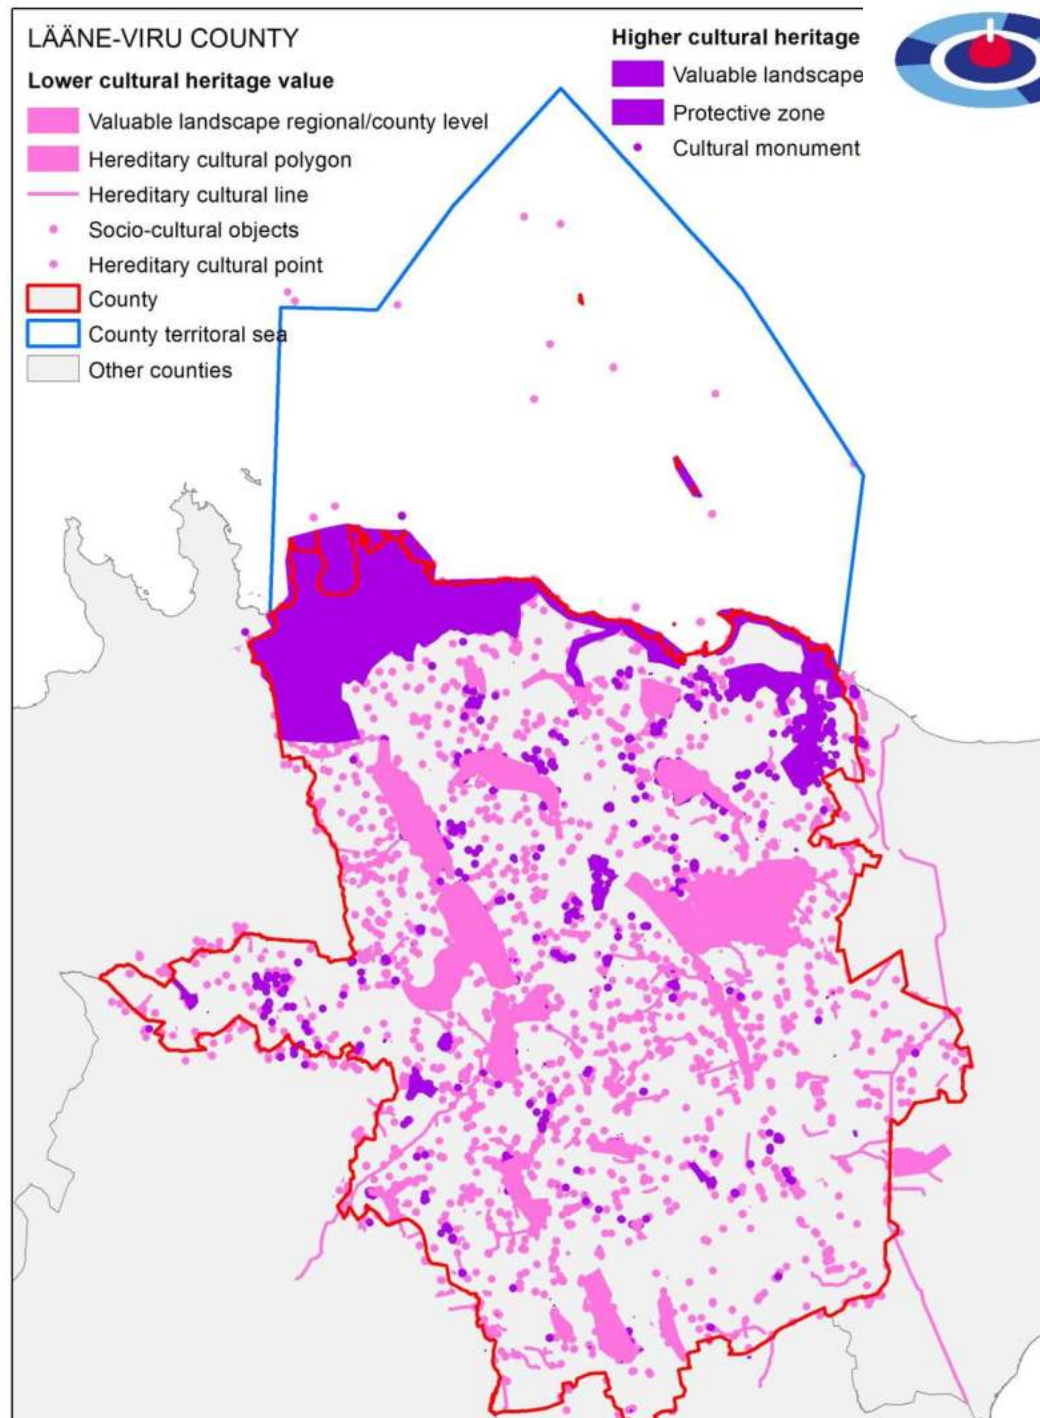 LÄÄNE-VIRU COUNTY
Lower cultural heritage value
Valuable landscape regional/county level
Hereditary cultural polygon
Hereditary cultural line
Socio-cultural objects
Hereditary cultural point
County
County territoral sea
Other counties
Higher cultural heritage
Valuable landscape
Protective zone
Cultural monument